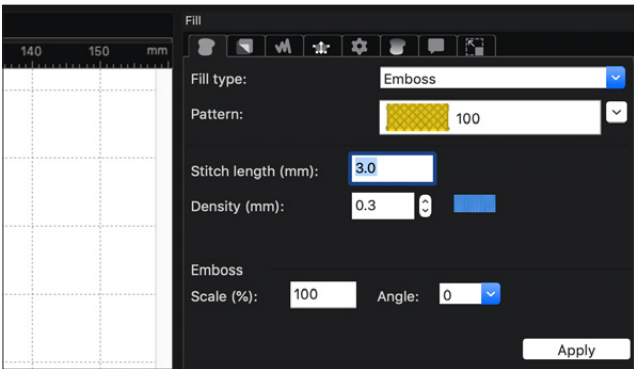 Fill
140 150 mm
Fill type: Emboss
Pattern: 100
Stitch length (mm): 3.0
Density (mm): 0.3
Emboss
Scale (%): 100 Angle: 0
Apply